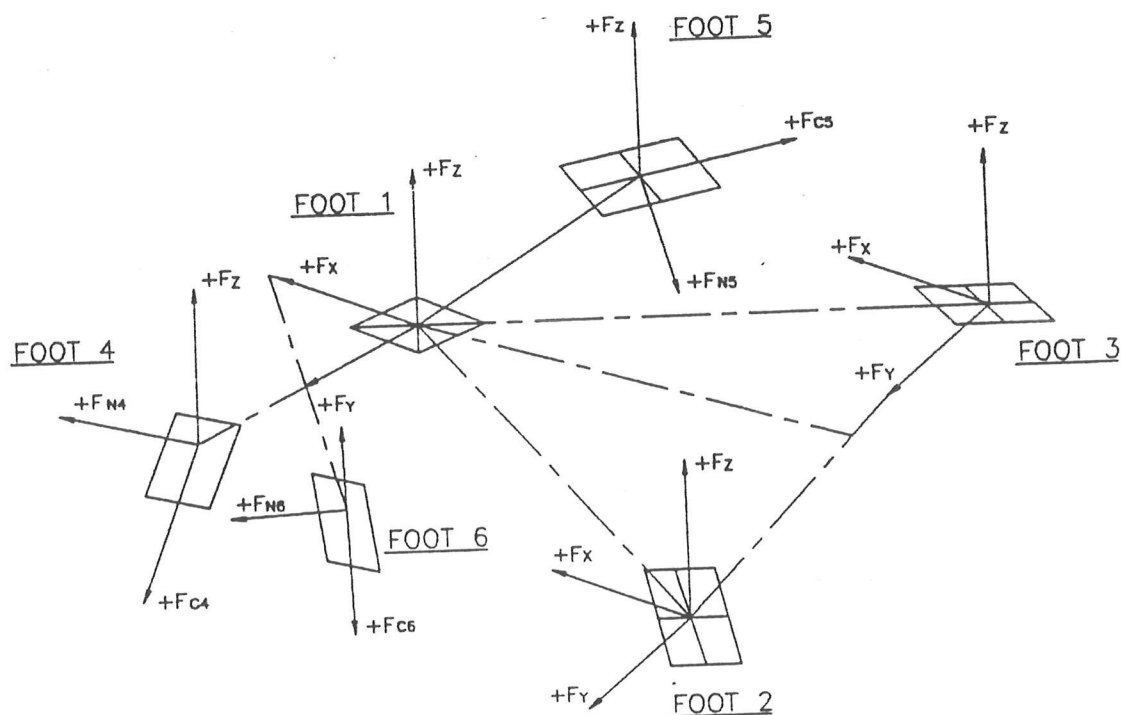 +Fz
FOOT 5
+FC5
+Fz
+Fz
FOOT 1
+Fx
+Fx
+Fz
+FN5
FOOT 4
FOOT 3
+FY
+FN4
+FY
+Fz
+FN6
FOOT 6
+Fx
+FC4
+FC6
+FY
FOOT 2